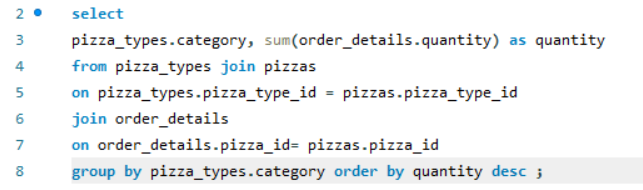 2 select
3 pizza_types.category, sum(order_details.quantity) as quantity
4 from pizza_types join pizzas
5 on pizza_types.pizza_type_id = pizzas.pizza_type_id
6 join order_details
7 on order_details.pizza_id= pizzas.pizza_id
8 group by pizza_types.category order by quantity desc ;